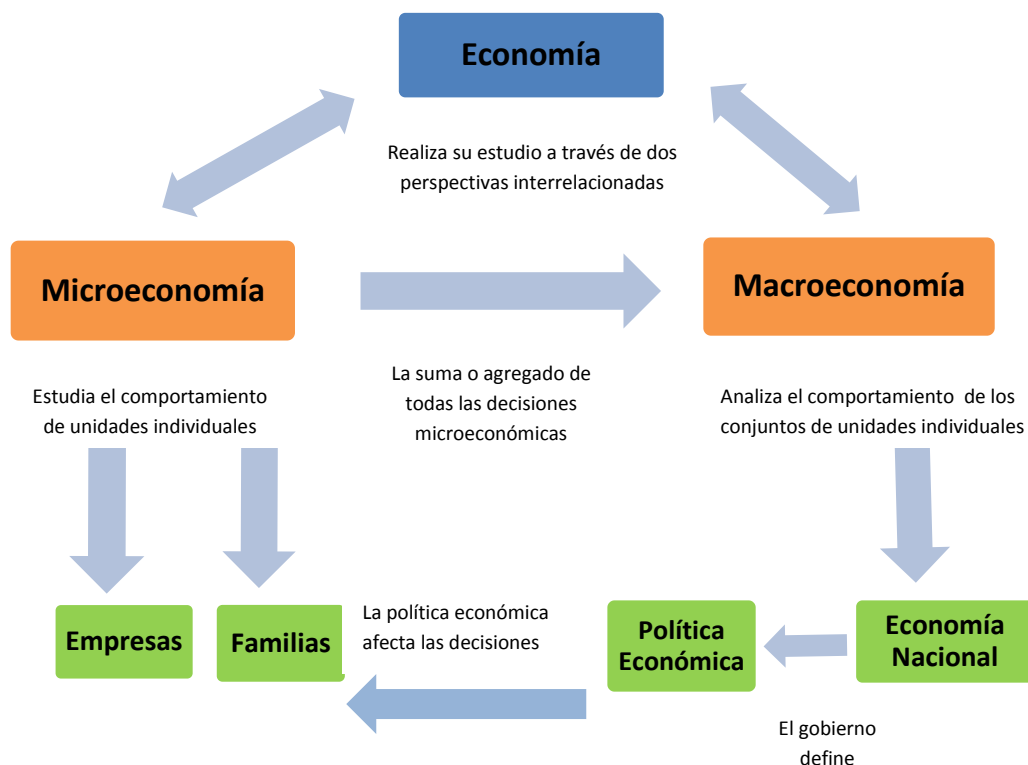 Economía
Realiza su estudio a través de dos
perspectivas interrelacionadas
Microeconomía
Macroeconomía
Estudia el comportamiento
de unidades individuales
La suma o agregado de
todas las decisiones
microeconómicas
Analiza el comportamiento de los
conjuntos de unidades individuales
Empresas
Familias
La política económica
afecta las decisiones
Política
Económica
Economía
Nacional
El gobierno
define